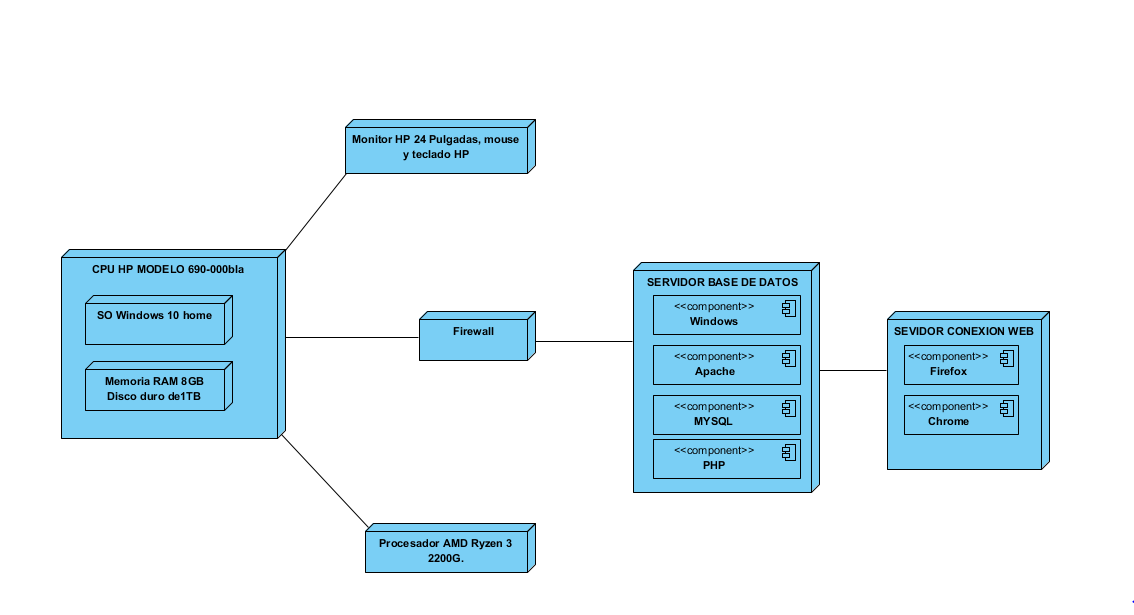 Monitor HP 24 Pulgadas, mouse
y teclado HP
CPU HP MODELO 690-000bla
SO Windows 10 home
Memoria RAM 8GB
Disco duro de1TB
Firewall
Procesador AMD Ryzen 3
2200G.
SERVIDOR BASE DE DATOS
<<component>>
Windows
<<component>>
Apache
<<component>>
MYSQL
<<component>>
PHP
SEVIDOR CONEXION WEB
<<component>>
Firefox
<<component>>
Chrome